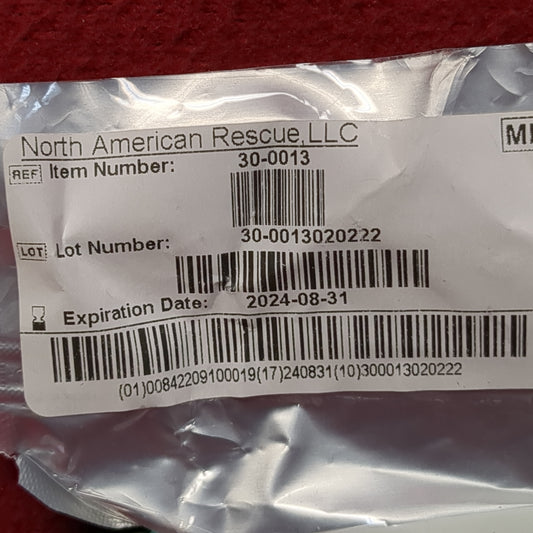 North American Rescue,LLC
REF Item Number: 30-0013
LOT Lot Number: 30-0013020222
Expiration Date: 2024-08-31
(01)00842209100019(17)240831(10)300013020222